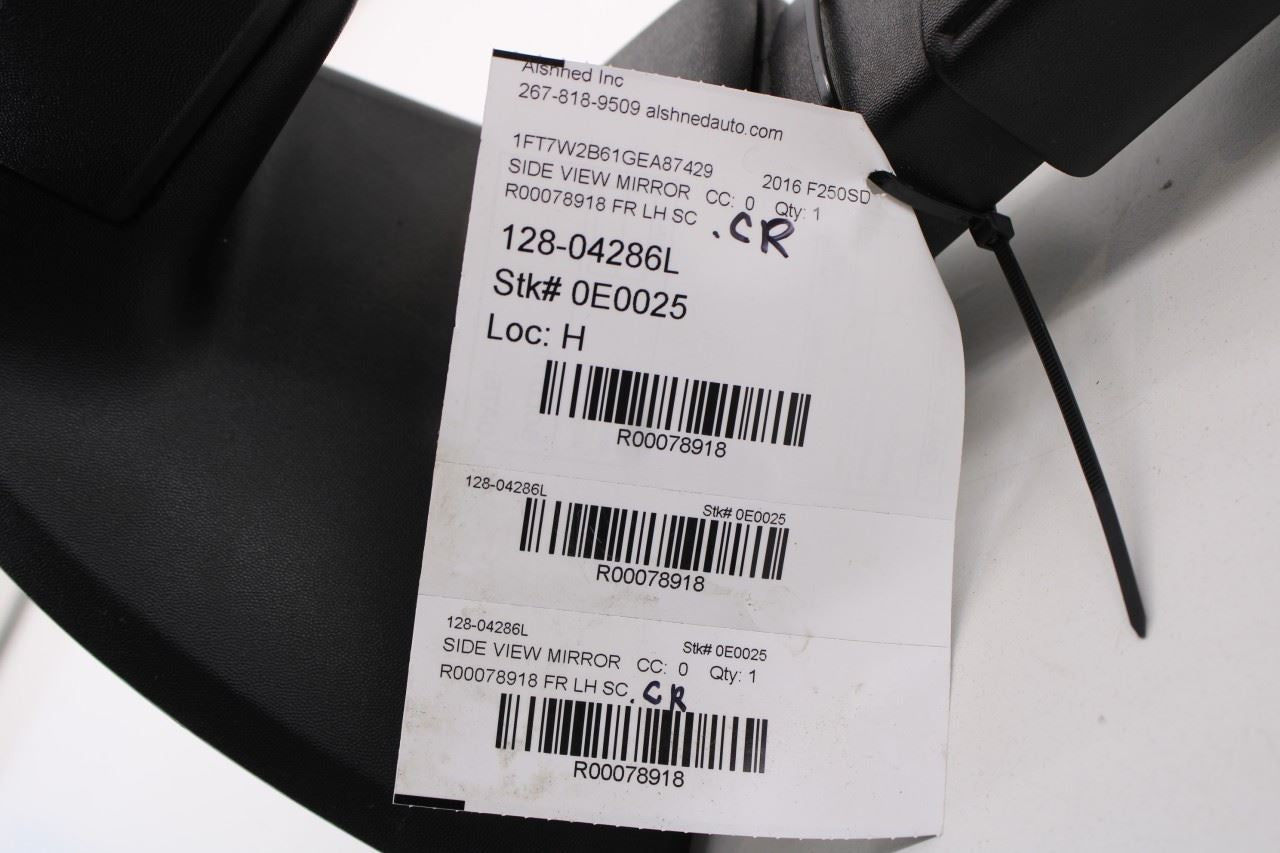 Alshned Inc
267-818-9509 alshnedauto.com
1FT7W2B61GEA87429 2016 F250SD
SIDE VIEW MIRROR CC: 0 Qty: 1
R00078918 FR LH SC .CR
128-04286L
Stk# 0E0025
Loc: H
R00078918
128-04286L Stk# 0E0025
R00078918
128-04286L Stk# 0E0025
SIDE VIEW MIRROR CC: 0 Qty: 1
R00078918 FR LH SC .CR
R00078918